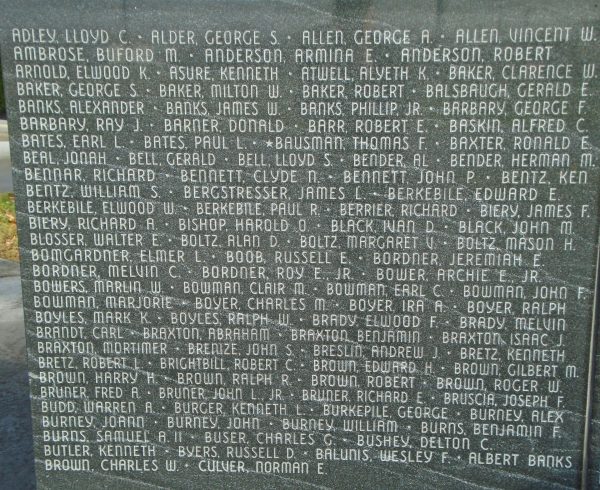 ADLEY, LLOYD C. · ALDER, GEORGE S. · ALLEN, GEORGE A. · ALLEN, VINCENT W.
AMBROSE, BUFORD M. · ANDERSON, ARMINA E. · ANDERSON, ROBERT
ARNOLD, ELWOOD K. · ASURE, KENNETH · ATWELL, ALYETH K. · BAKER, CLARENCE W.
BAKER, GEORGE S. · BAKER, MILTON W. · BAKER, ROBERT · BALSBAUGH, GERALD E.
BANKS, ALEXANDER · BANKS, JAMES W. · BANKS, PHILLIP, JR. · BARBARY, GEORGE F.
BARBARY, RAY J. · BARNER, DONALD · BARR, ROBERT E. · BASKIN, ALFRED C.
BATES, EARL L. · BATES, PAUL L. · ★BAUSMAN, THOMAS F. · BAXTER, RONALD E.
BEAL, JONAH · BELL, GERALD · BELL, LLOYD S. · BENDER, AL · BENDER, HERMAN M.
BENNAR, RICHARD · BENNETT, CLYDE N. · BENNETT, JOHN P. · BENTZ, KEN
BENTZ, WILLIAM S. · BERGSTRESSER, JAMES L. · BERKEBILE, EDWARD E.
BERKEBILE, ELWOOD W. · BERKEBILE, PAUL R. · BERRIER, RICHARD · BIERY, JAMES F.
BIERY, RICHARD A. · BISHOP, HAROLD O. · BLACK, IVAN D. · BLACK, JOHN M.
BLOSSER, WALTER E. · BOLTZ, ALAN D. · BOLTZ, MARGARET V. · BOLTZ, MASON H.
BOMGARDNER, ELMER L. · BOOB, RUSSELL E. · BORDNER, JEREMIAH E.
BORDNER, MELVIN C. · BORDNER, ROY E., JR. · BOWER, ARCHIE E., JR.
BOWERS, MARLIN W. · BOWMAN, CLAIR M. · BOWMAN, EARL C. · BOWMAN, JOHN F.
BOWMAN, MARJORIE · BOYER, CHARLES M. · BOYER, IRA A. · BOYER, RALPH
BOYLES, MARK K. · BOYLES, RALPH W. · BRADY, ELWOOD F. · BRADY, MELVIN
BRANDT, CARL · BRAXTON, ABRAHAM · BRAXTON, BENJAMIN · BRAXTON, ISAAC J.
BRAXTON, MORTIMER · BRENIZE, JOHN S. · BRESLIN, ANDREW J. · BRETZ, KENNETH
BRETZ, ROBERT L. · BRIGHTBILL, ROBERT C. · BROWN, EDWARD H. · BROWN, GILBERT M.
BROWN, HARRY H. · BROWN, RALPH R. · BROWN, ROBERT · BROWN, ROGER W.
BRUNER, FRED A. · BRUNER, JOHN L., JR. · BRUNER, RICHARD E. · BRUSCIA, JOSEPH F.
BUDD, WARREN A. · BURGER, KENNETH L. · BURKEPILE, GEORGE · BURNEY, ALEX
BURNEY, JOANN · BURNEY, JOHN · BURNEY, WILLIAM · BURNS, BENJAMIN F.
BURNS, SAMUEL A. II · BUSER, CHARLES G. · BUSHEY, DELTON C.
BUTLER, KENNETH · BYERS, RUSSELL D. · BALUNIS, WESLEY F. · ALBERT BANKS
BROWN, CHARLES W. · CULVER, NORMAN E.